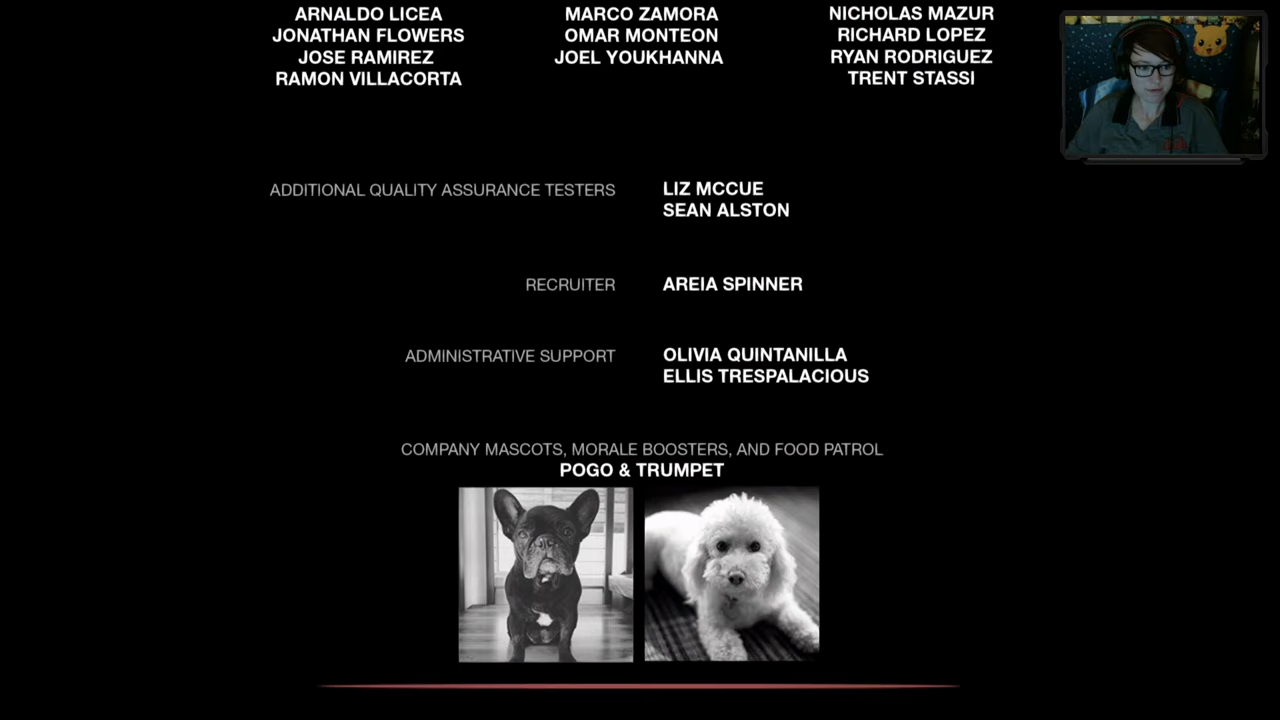 ARNALDO LICEA
JONATHAN FLOWERS
JOSE RAMIREZ
RAMON VILLACORTA
MARCO ZAMORA
OMAR MONTEON
JOEL YOUKHANNA
NICHOLAS MAZUR
RICHARD LOPEZ
RYAN RODRIGUEZ
TRENT STASSI
ADDITIONAL QUALITY ASSURANCE TESTERS
LIZ MCCUE
SEAN ALSTON
RECRUITER
AREIA SPINNER
ADMINISTRATIVE SUPPORT
OLIVIA QUINTANILLA
ELLIS TRESPALACIOUS
COMPANY MASCOTS, MORALE BOOSTERS, AND FOOD PATROL
POGO & TRUMPET